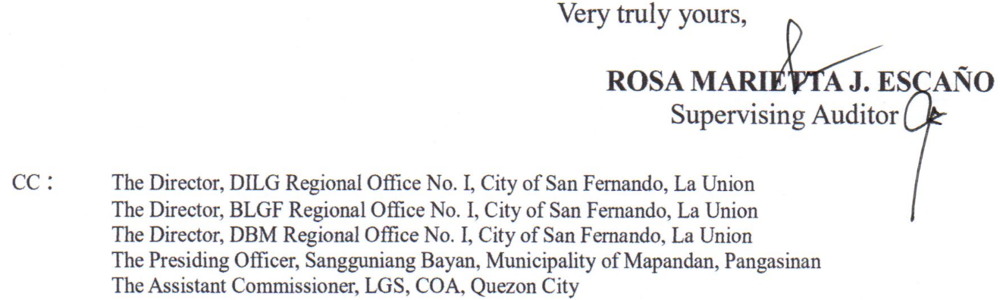 Very truly yours,
ROSA MARIETTA J. ESCAÑO
Supervising Auditor
CC : The Director, DILG Regional Office No. I, City of San Fernando, La Union
The Director, BLGF Regional Office No. I, City of San Fernando, La Union
The Director, DBM Regional Office No. I, City of San Fernando, La Union
The Presiding Officer, Sangguniang Bayan, Municipality of Mapandan, Pangasinan
The Assistant Commissioner, LGS, COA, Quezon City